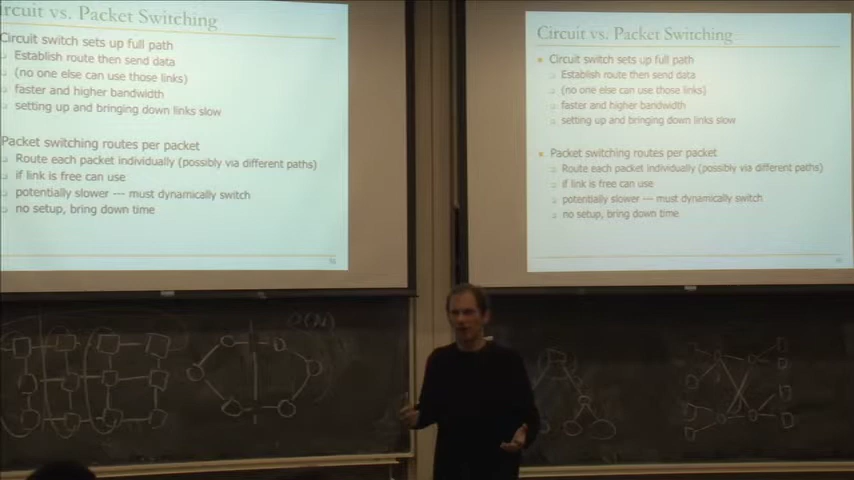 rcuit vs. Packet Switching
Circuit switch sets up full path
Establish route then send data
(no one else can use those links)
faster and higher bandwidth
setting up and bringing down links slow
Packet switching routes per packet
Route each packet individually (possibly via different paths)
if link is free can use
potentially slower --- must dynamically switch
no setup, bring down time
Circuit vs. Packet Switching
Circuit switch sets up full path
Establish route then send data
(no one else can use those links)
faster and higher bandwidth
setting up and bringing down links slow
Packet switching routes per packet
Route each packet individually (possibly via different paths)
if link is free can use
potentially slower --- must dynamically switch
no setup, bring down time